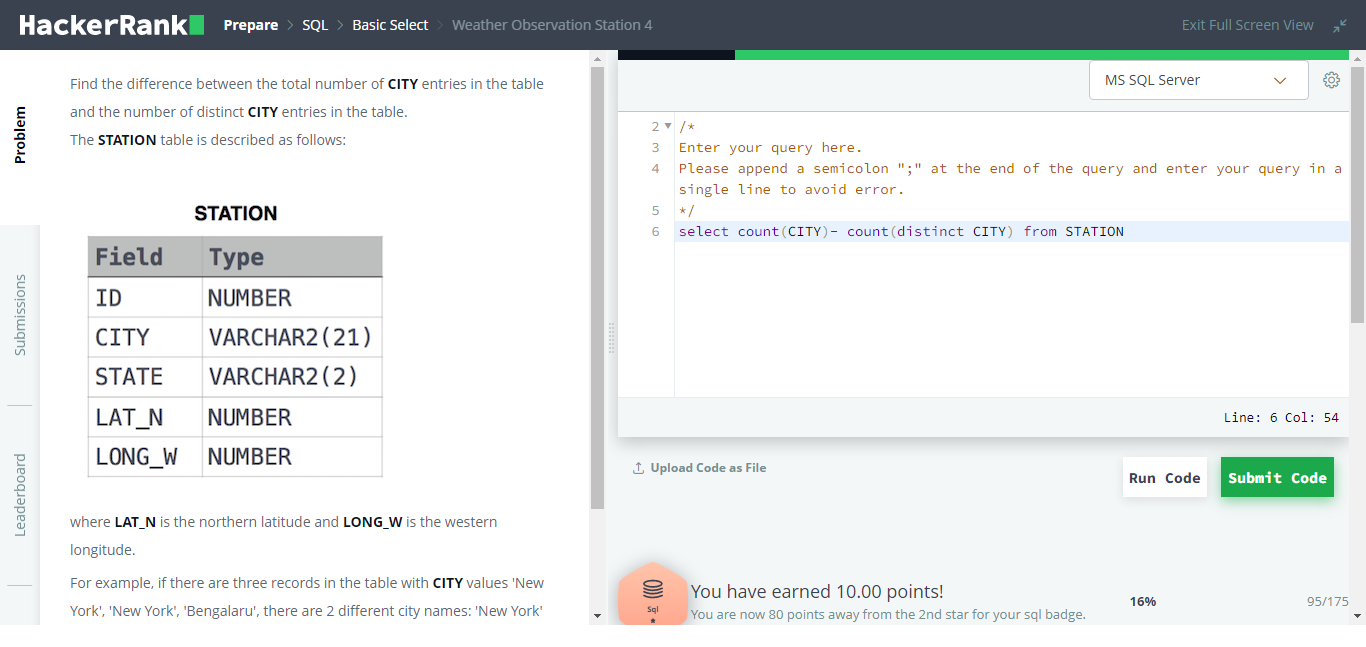 HackerRank Prepare > SQL > Basic Select > Weather Observation Station 4 Exit Full Screen View
Problem
Submissions
Leaderboard
Find the difference between the total number of CITY entries in the table
and the number of distinct CITY entries in the table.
The STATION table is described as follows:
STATION
Field Type
ID NUMBER
CITY VARCHAR2(21)
STATE VARCHAR2(2)
LAT_N NUMBER
LONG_W NUMBER
where LAT_N is the northern latitude and LONG_W is the western
longitude.
For example, if there are three records in the table with CITY values 'New
York', 'New York', 'Bengalaru', there are 2 different city names: 'New York'
MS SQL Server
2 /*
3 Enter your query here.
4 Please append a semicolon ";" at the end of the query and enter your query in a
single line to avoid error.
5 */
6 select count(CITY)- count(distinct CITY) from STATION
Line: 6 Col: 54
Upload Code as File
Run Code
Submit Code
Sql
You have earned 10.00 points!
You are now 80 points away from the 2nd star for your sql badge.
16%
95/175